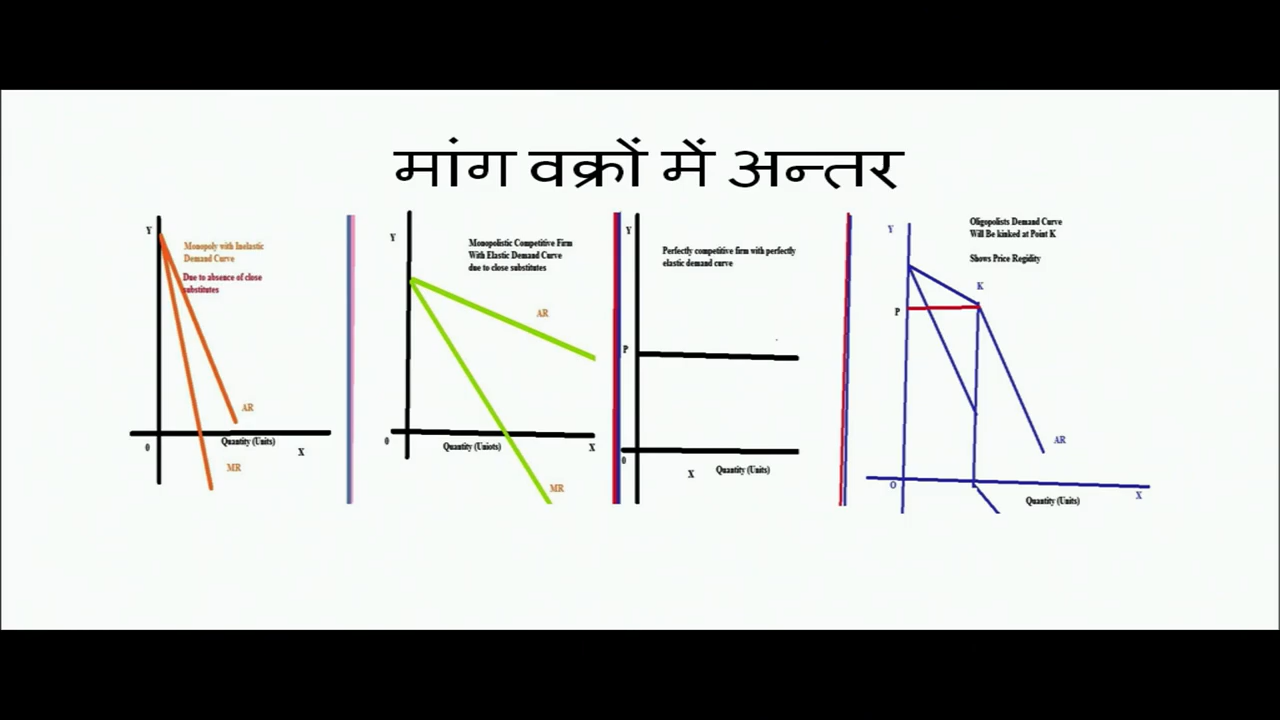 मांग वक्रों में अन्तर
Y
Monopoly with Inelastic
Demand Curve
Due to absence of close
substitutes
AR
0
Quantity (Units)
X
MR
Y
Monopolistic Competitive Firm
With Elastic Demand Curve
due to close substitutes
AR
0
Quantity (Uniots)
X
MR
Y
Perfectly competitive firm with perfectly
elastic demand curve
P
0
X
Quantity (Units)
Oligopolists Demand Curve
Will Be kinked at Point K
Shows Price Regidity
Y
K
P
AR
O
Quantity (Units)
X